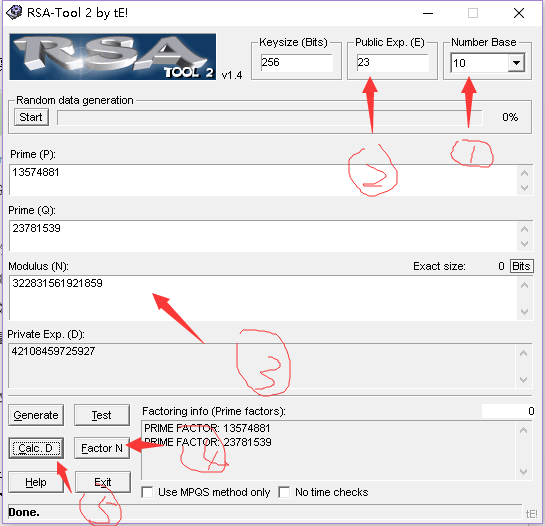 RSA-Tool 2 by tE!
RSA
TOOL 2
v1.4
Keysize (Bits)
256
Public Exp. (E)
23
Number Base
10
Random data generation
Start
0%
1
2
Prime (P):
13574881
Prime (Q):
23781539
Modulus (N):
Exact size: 0 Bits
322831561921859
3
Private Exp. (D):
42108459725927
Generate
Test
Factoring info (Prime factors):
0
Calc. D
Factor N
PRIME FACTOR: 13574881
PRIME FACTOR: 23781539
4
Help
Exit
5
Use MPQS method only
No time checks
Done.
tE!